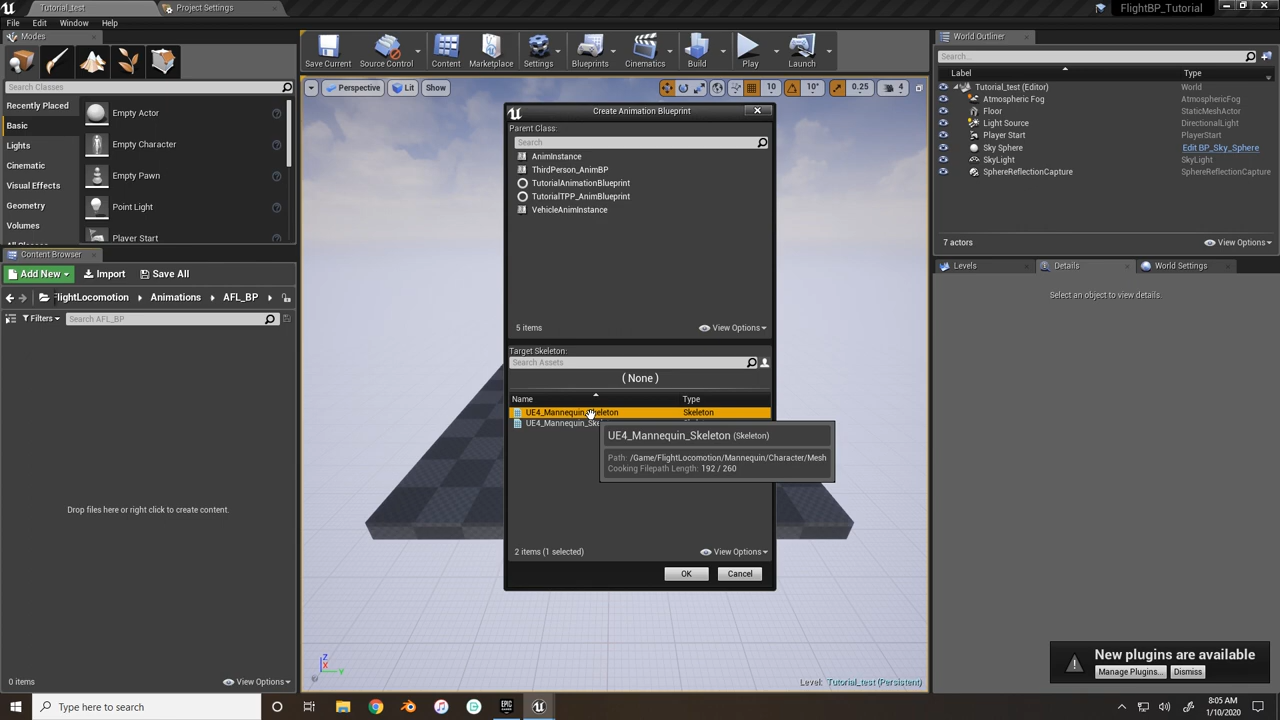 Tutorial_test
Project Settings
FlightBP_Tutorial
File
Edit
Window
Help
Modes
Search Classes
Recently Placed
Basic
Lights
Cinematic
Visual Effects
Geometry
Volumes
Empty Actor
Empty Character
Empty Pawn
Point Light
Player Start
Save Current
Source Control
Content
Marketplace
Settings
Blueprints
Cinematics
Build
Play
Launch
Perspective
Lit
Show
10
10°
0.25
4
World Outliner
Search...
Label
Type
Tutorial_test (Editor)
World
Atmospheric Fog
AtmosphericFog
Floor
StaticMeshActor
Light Source
DirectionalLight
Player Start
PlayerStart
Sky Sphere
Edit BP_Sky_Sphere
SkyLight
SkyLight
SphereReflectionCapture
SphereReflectionCapture
7 actors
View Options
Levels
Details
World Settings
Select an object to view details.
Content Browser
Add New
Import
Save All
FlightLocomotion
Animations
AFL_BP
Filters
Search AFL_BP
Drop files here or right click to create content.
0 items
View Options
Create Animation Blueprint
Parent Class:
Search
AnimInstance
ThirdPerson_AnimBP
TutorialAnimationBlueprint
TutorialTPP_AnimBlueprint
VehicleAnimInstance
5 items
View Options
Target Skeleton:
Search Assets
( None )
Name
Type
UE4_Mannequin_Skeleton
Skeleton
UE4_Mannequin_Ske
UE4_Mannequin_Skeleton (Skeleton)
Path: /Game/FlightLocomotion/Mannequin/Character/Mesh
Cooking Filepath Length: 192 / 260
2 items (1 selected)
View Options
OK
Cancel
Z
X
Y
Level: Tutorial_test (Persistent)
New plugins are available
Manage Plugins...
Dismiss
Type here to search
EPIC
8:05 AM
1/10/2020